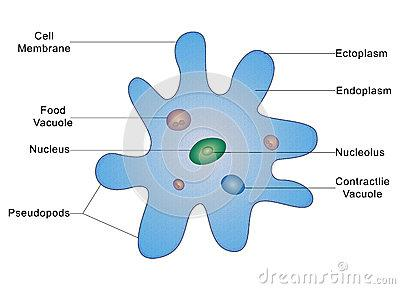 Cell
Membrane
Ectoplasm
Endoplasm
Food
Vacuole
Nucleus
Nucleolus
Contractlie
Vacuole
Pseudopods
dreamstime.com